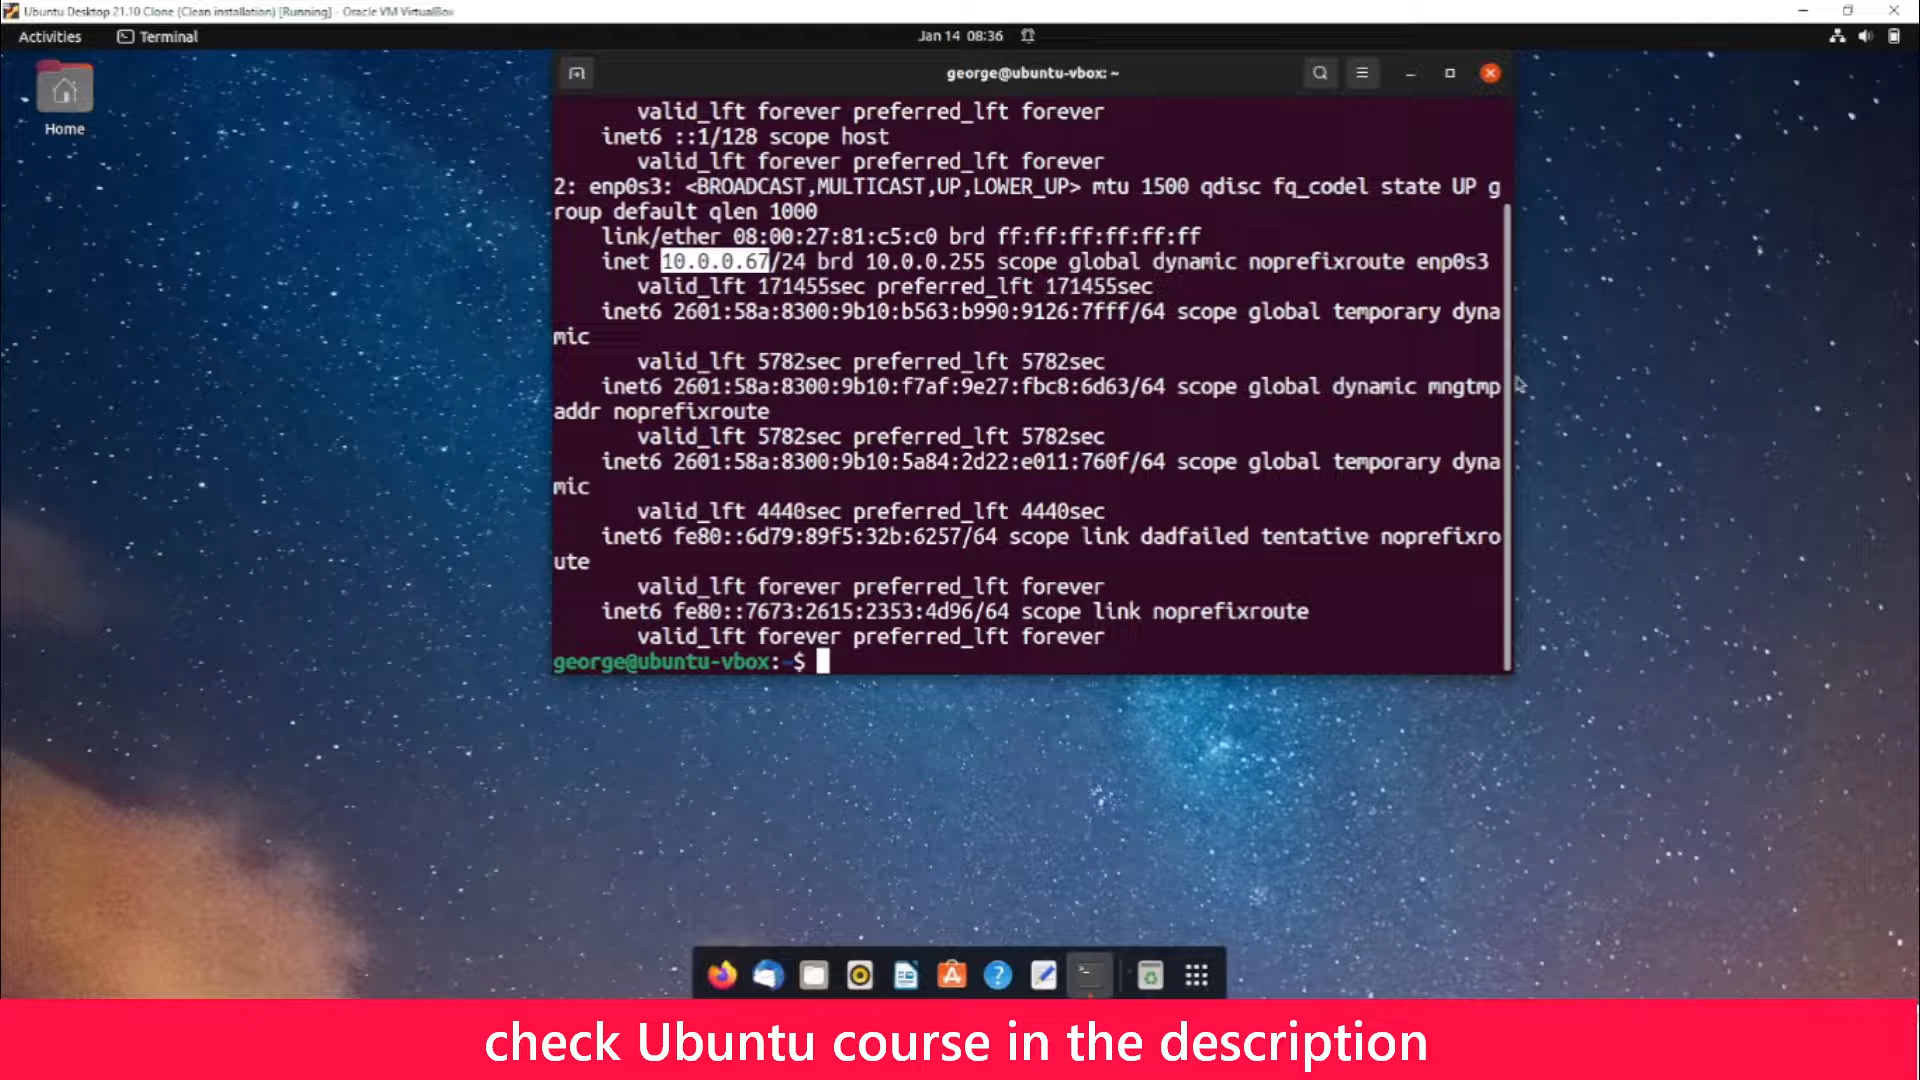 Ubuntu Desktop 21.10 Clone (Clean installation) [Running] - Oracle VM VirtualBox
Activities
Terminal
Jan 14 08:36
Home
george@ubuntu-vbox: ~
valid_lft forever preferred_lft forever
inet6 ::1/128 scope host
valid_lft forever preferred_lft forever
2: enp0s3: <BROADCAST,MULTICAST,UP,LOWER_UP> mtu 1500 qdisc fq_codel state UP g
roup default qlen 1000
link/ether 08:00:27:81:c5:c0 brd ff:ff:ff:ff:ff:ff
inet 10.0.0.67/24 brd 10.0.0.255 scope global dynamic noprefixroute enp0s3
valid_lft 171455sec preferred_lft 171455sec
inet6 2601:58a:8300:9b10:b563:b990:9126:7fff/64 scope global temporary dyna
mic
valid_lft 5782sec preferred_lft 5782sec
inet6 2601:58a:8300:9b10:f7af:9e27:fbc8:6d63/64 scope global dynamic mngtmp
addr noprefixroute
valid_lft 5782sec preferred_lft 5782sec
inet6 2601:58a:8300:9b10:5a84:2d22:e011:760f/64 scope global temporary dyna
mic
valid_lft 4440sec preferred_lft 4440sec
inet6 fe80::6d79:89f5:32b:6257/64 scope link dadfailed tentative noprefixro
ute
valid_lft forever preferred_lft forever
inet6 fe80::7673:2615:2353:4d96/64 scope link noprefixroute
valid_lft forever preferred_lft forever
george@ubuntu-vbox:~$
check Ubuntu course in the description